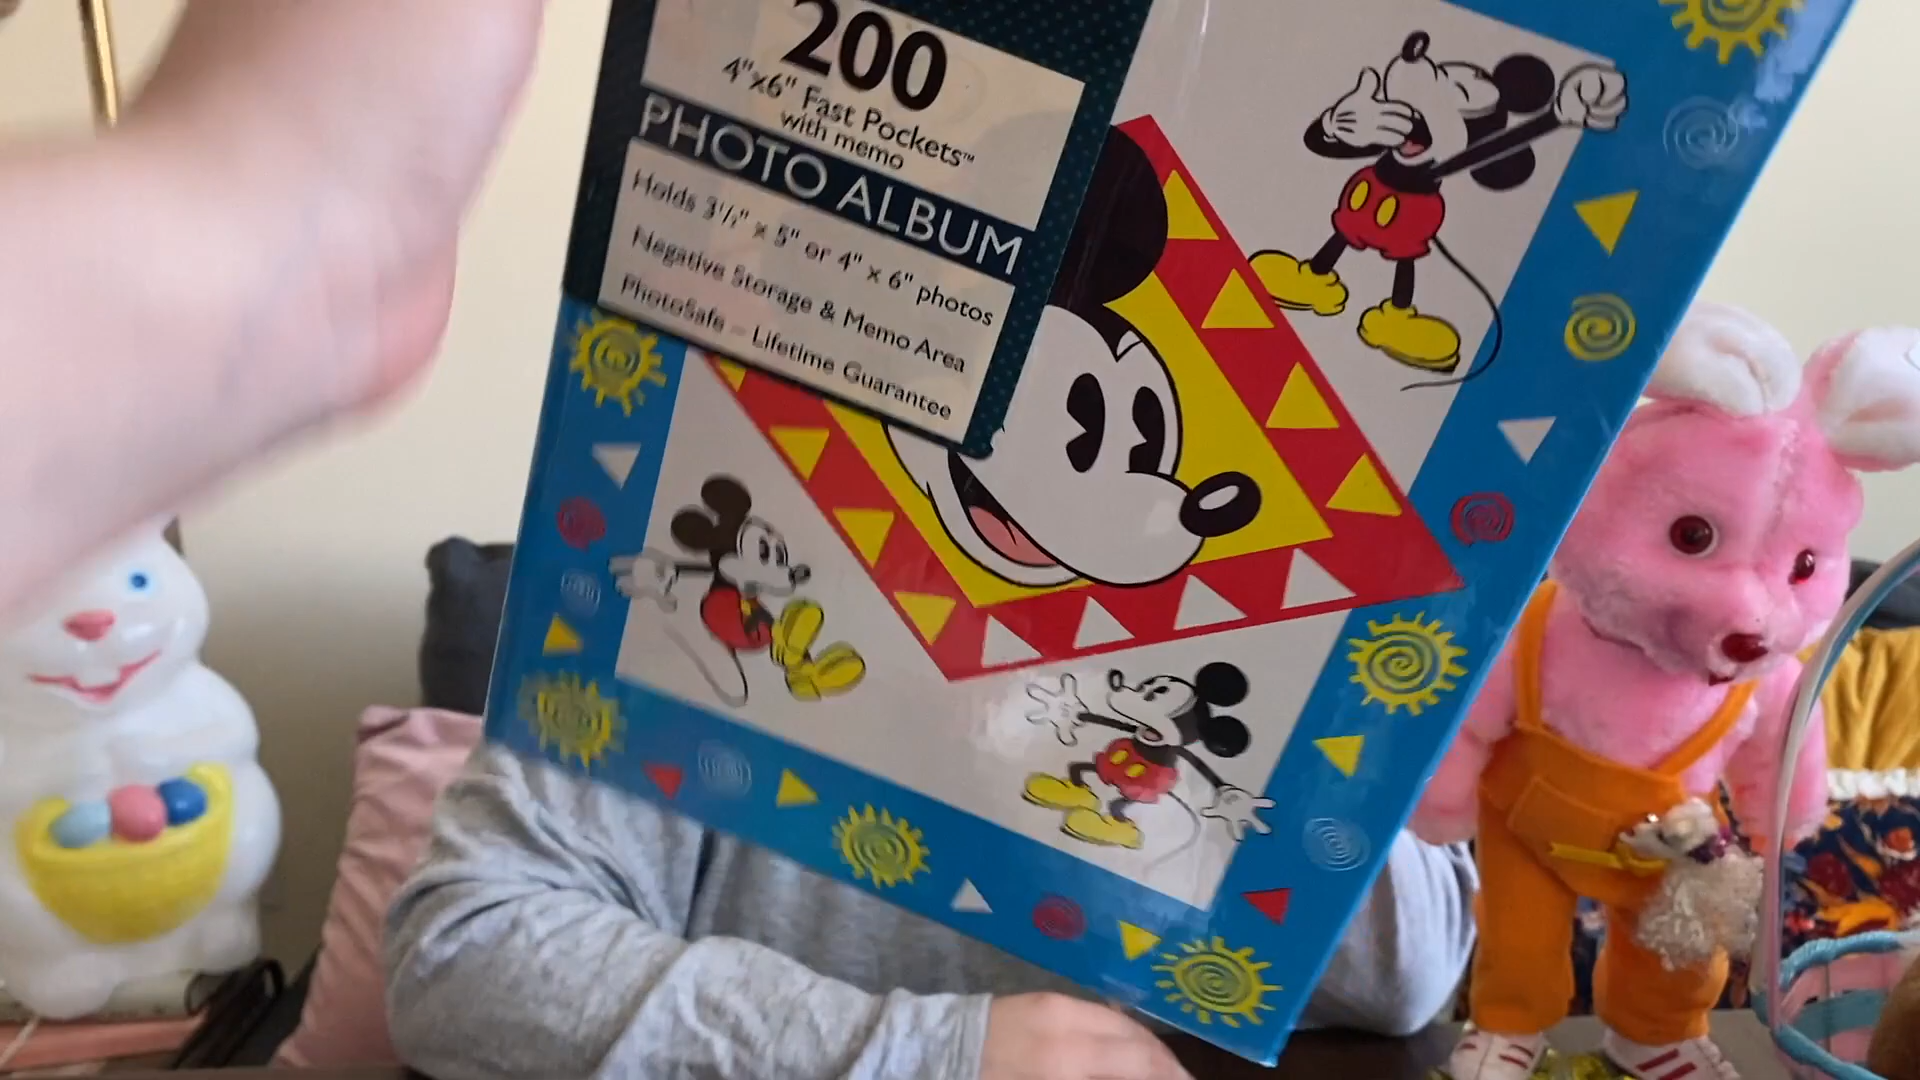 200
4"x6" Fast Pockets™
with memo
PHOTO ALBUM
Holds 3½" x 5" or 4" x 6" photos
Negative Storage & Memo Area
PhotoSafe – Lifetime Guarantee